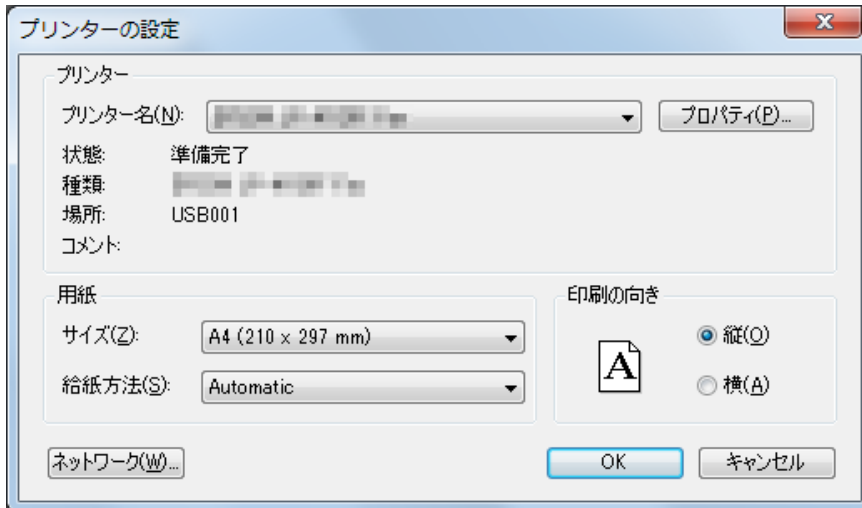 プリンターの設定
プリンター
プリンター名(N):
プロパティ(P)...
状態: 準備完了
種類:
場所: USB001
コメント:
用紙
サイズ(Z): A4 (210 x 297 mm)
給紙方法(S): Automatic
印刷の向き
A
縦(O)
横(A)
ネットワーク(W)...
OK
キャンセル